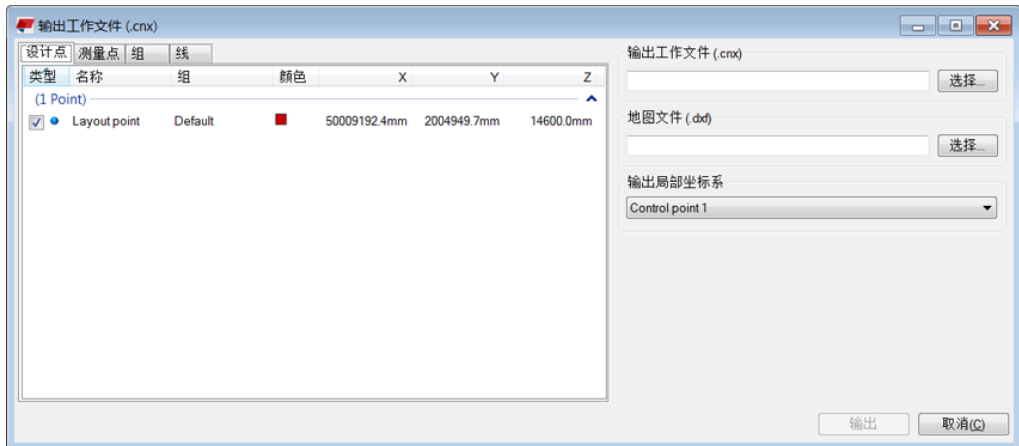 输出工作文件 (.cnx)
设计点 测量点 组 线
类型 名称 组 颜色 X Y Z
(1 Point)
Layout point Default 50009192.4mm 2004949.7mm 14600.0mm
输出工作文件 (.cnx)
选择...
地图文件 (.dxf)
选择...
输出局部坐标系
Control point 1
输出 取消(C)